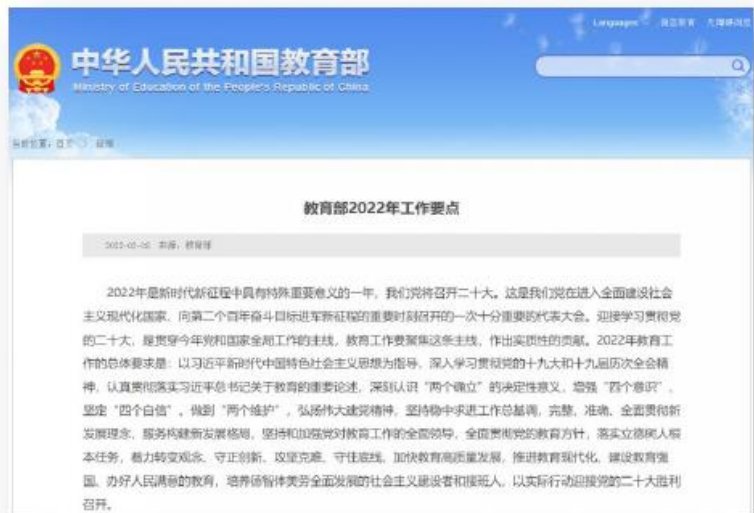 Languages
中华人民共和国教育部
Ministry of Education of the People's Republic of China
当前位置：首页
教育部2022年工作要点
来源：教育部
2022年是新时代新征程中具有特殊重要意义的一年，我们党将召开二十大。这是我们党在进入全面建设社会
主义现代化国家、向第二个百年奋斗目标进军新征程的重要时刻召开的一次十分重要的代表大会。迎接学习贯彻党
的二十大，是贯穿今年党和国家全局工作的主线，教育工作要聚焦这条主线，作出实质性的贡献。2022年教育工
作的总体要求是：以习近平新时代中国特色社会主义思想为指导，深入学习贯彻党的十九大和十九届历次全会精
神，认真贯彻落实习近平总书记关于教育的重要论述，深刻认识“两个确立”的决定性意义，增强“四个意识”、
坚定“四个自信”、做到“两个维护”，弘扬伟大建党精神，坚持稳中求进工作总基调，完整、准确、全面贯彻新
发展理念，服务构建新发展格局，坚持和加强党对教育工作的全面领导，全面贯彻党的教育方针，落实立德树人根
本任务，着力转变观念、守正创新、攻坚克难、守住底线，加快教育高质量发展，推进教育现代化、建设教育强
国、办好人民满意的教育，培养德智体美劳全面发展的社会主义建设者和接班人，以实际行动迎接党的二十大胜利
召开。